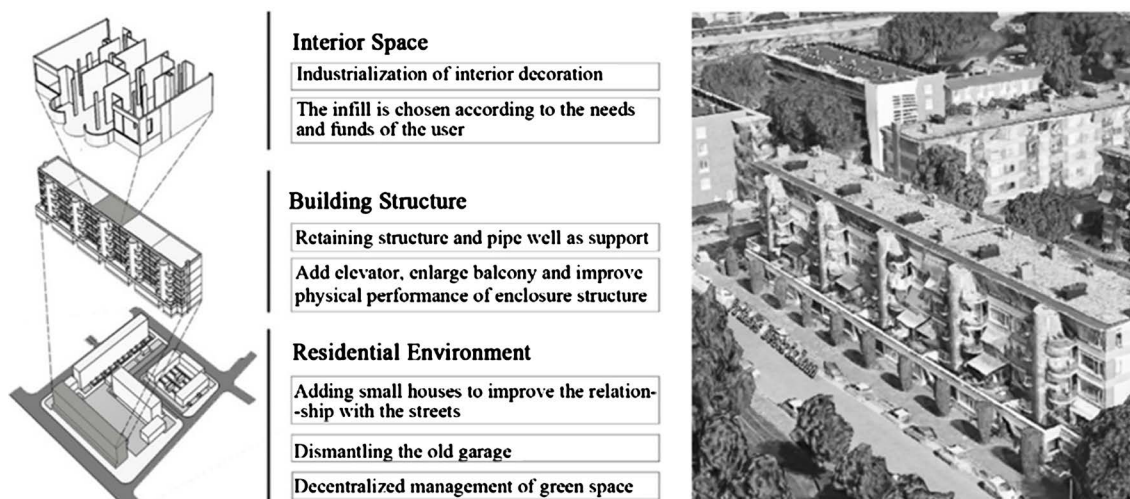 Interior Space
Industrialization of interior decoration
The infill is chosen according to the needs
and funds of the user
Building Structure
Retaining structure and pipe well as support
Add elevator, enlarge balcony and improve
physical performance of enclosure structure
Residential Environment
Adding small houses to improve the relation-
-ship with the streets
Dismantling the old garage
Decentralized management of green space